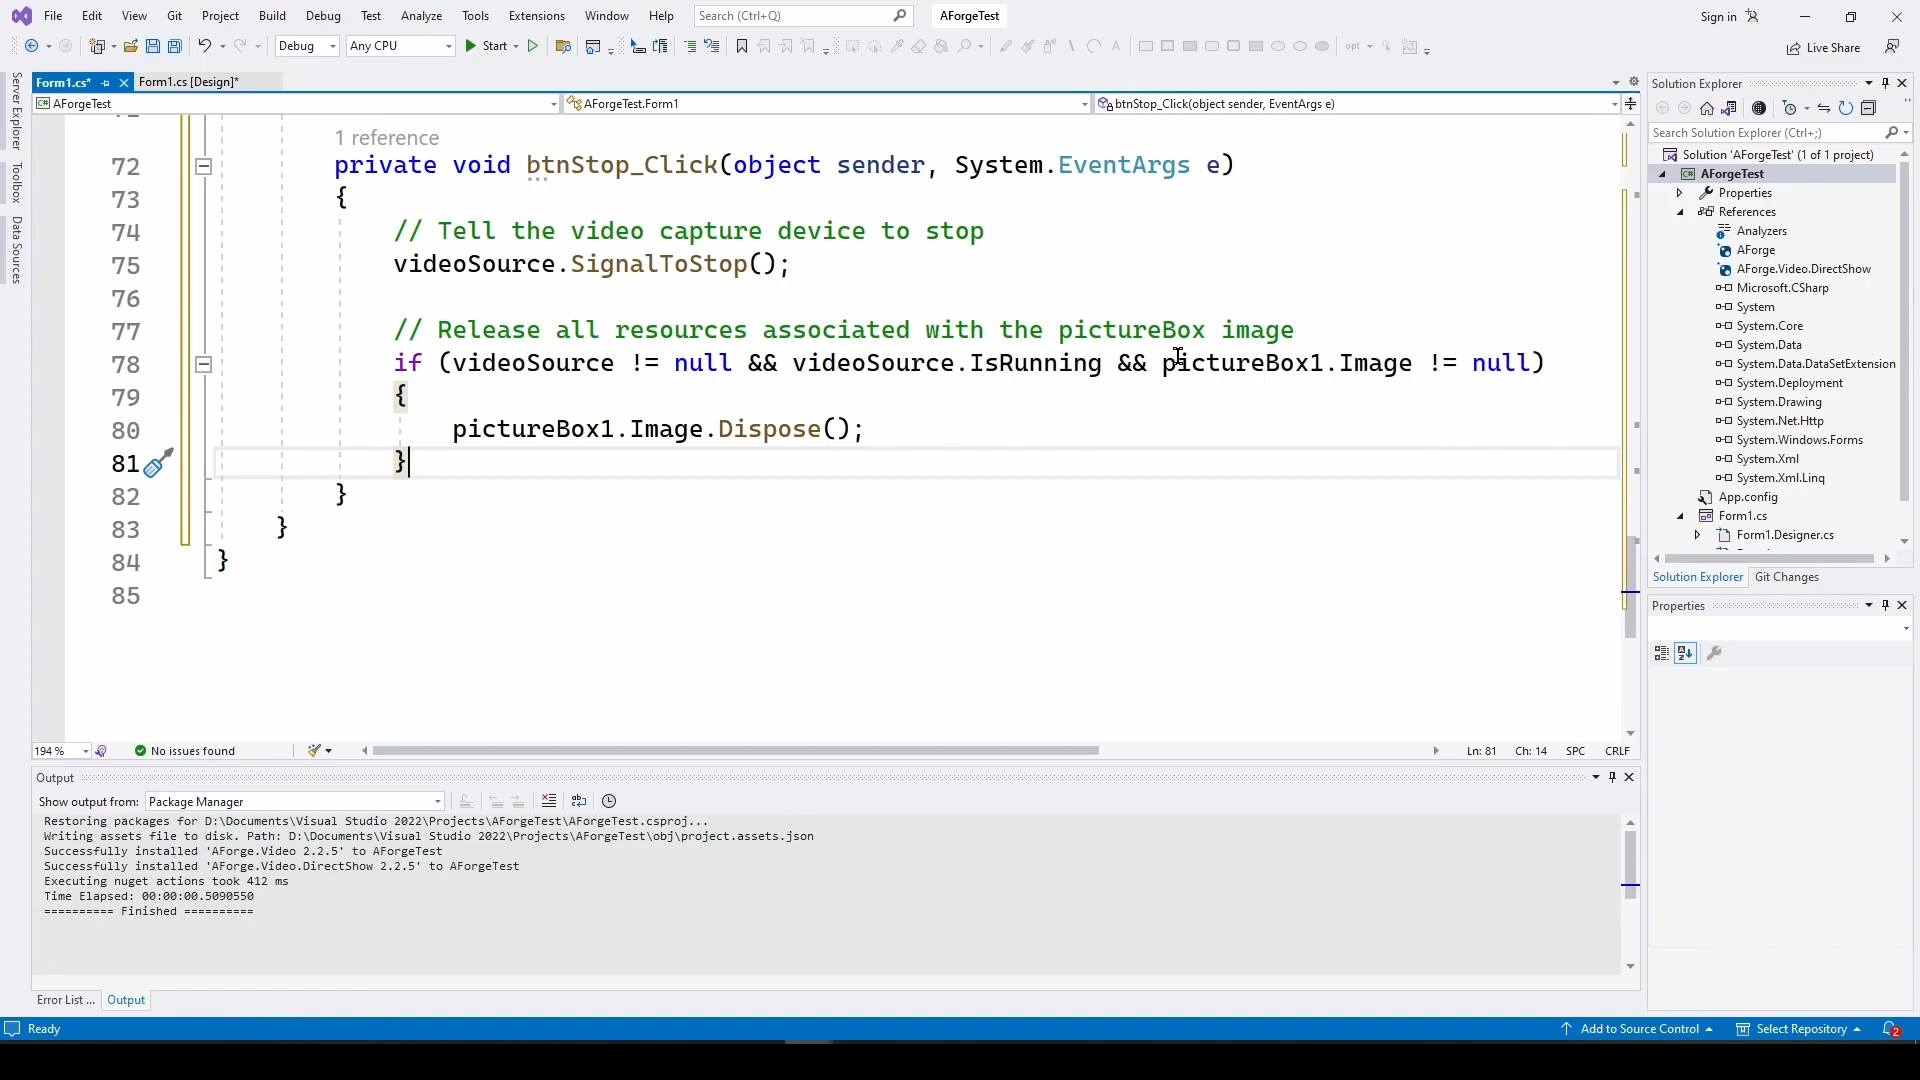 File Edit View Git Project Build Debug Test Analyze Tools Extensions Window Help Search (Ctrl+Q) AForgeTest Sign in
Debug Any CPU Start opt Live Share
Server Explorer
Toolbox
Data Sources
Form1.cs* Form1.cs [Design]*
AForgeTest AForgeTest.Form1 btnStop_Click(object sender, EventArgs e)
1 reference
72 private void btnStop_Click(object sender, System.EventArgs e)
73 {
74 // Tell the video capture device to stop
75 videoSource.SignalToStop();
76
77 // Release all resources associated with the pictureBox image
78 if (videoSource != null && videoSource.IsRunning && pictureBox1.Image != null)
79 {
80 pictureBox1.Image.Dispose();
81 }
82 }
83 }
84 }
85
194 % No issues found Ln: 81 Ch: 14 SPC CRLF
Output
Show output from: Package Manager
Restoring packages for D:\Documents\Visual Studio 2022\Projects\AForgeTest\AForgeTest.csproj...
Writing assets file to disk. Path: D:\Documents\Visual Studio 2022\Projects\AForgeTest\obj\project.assets.json
Successfully installed 'AForge.Video 2.2.5' to AForgeTest
Successfully installed 'AForge.Video.DirectShow 2.2.5' to AForgeTest
Executing nuget actions took 412 ms
Time Elapsed: 00:00:00.5090550
========== Finished ==========
Error List ... Output
Solution Explorer
Search Solution Explorer (Ctrl+;)
Solution 'AForgeTest' (1 of 1 project)
AForgeTest
Properties
References
Analyzers
AForge
AForge.Video.DirectShow
Microsoft.CSharp
System
System.Core
System.Data
System.Data.DataSetExtension
System.Deployment
System.Drawing
System.Net.Http
System.Windows.Forms
System.Xml
System.Xml.Linq
App.config
Form1.cs
Form1.Designer.cs
Solution Explorer Git Changes
Properties
Ready Add to Source Control Select Repository 2